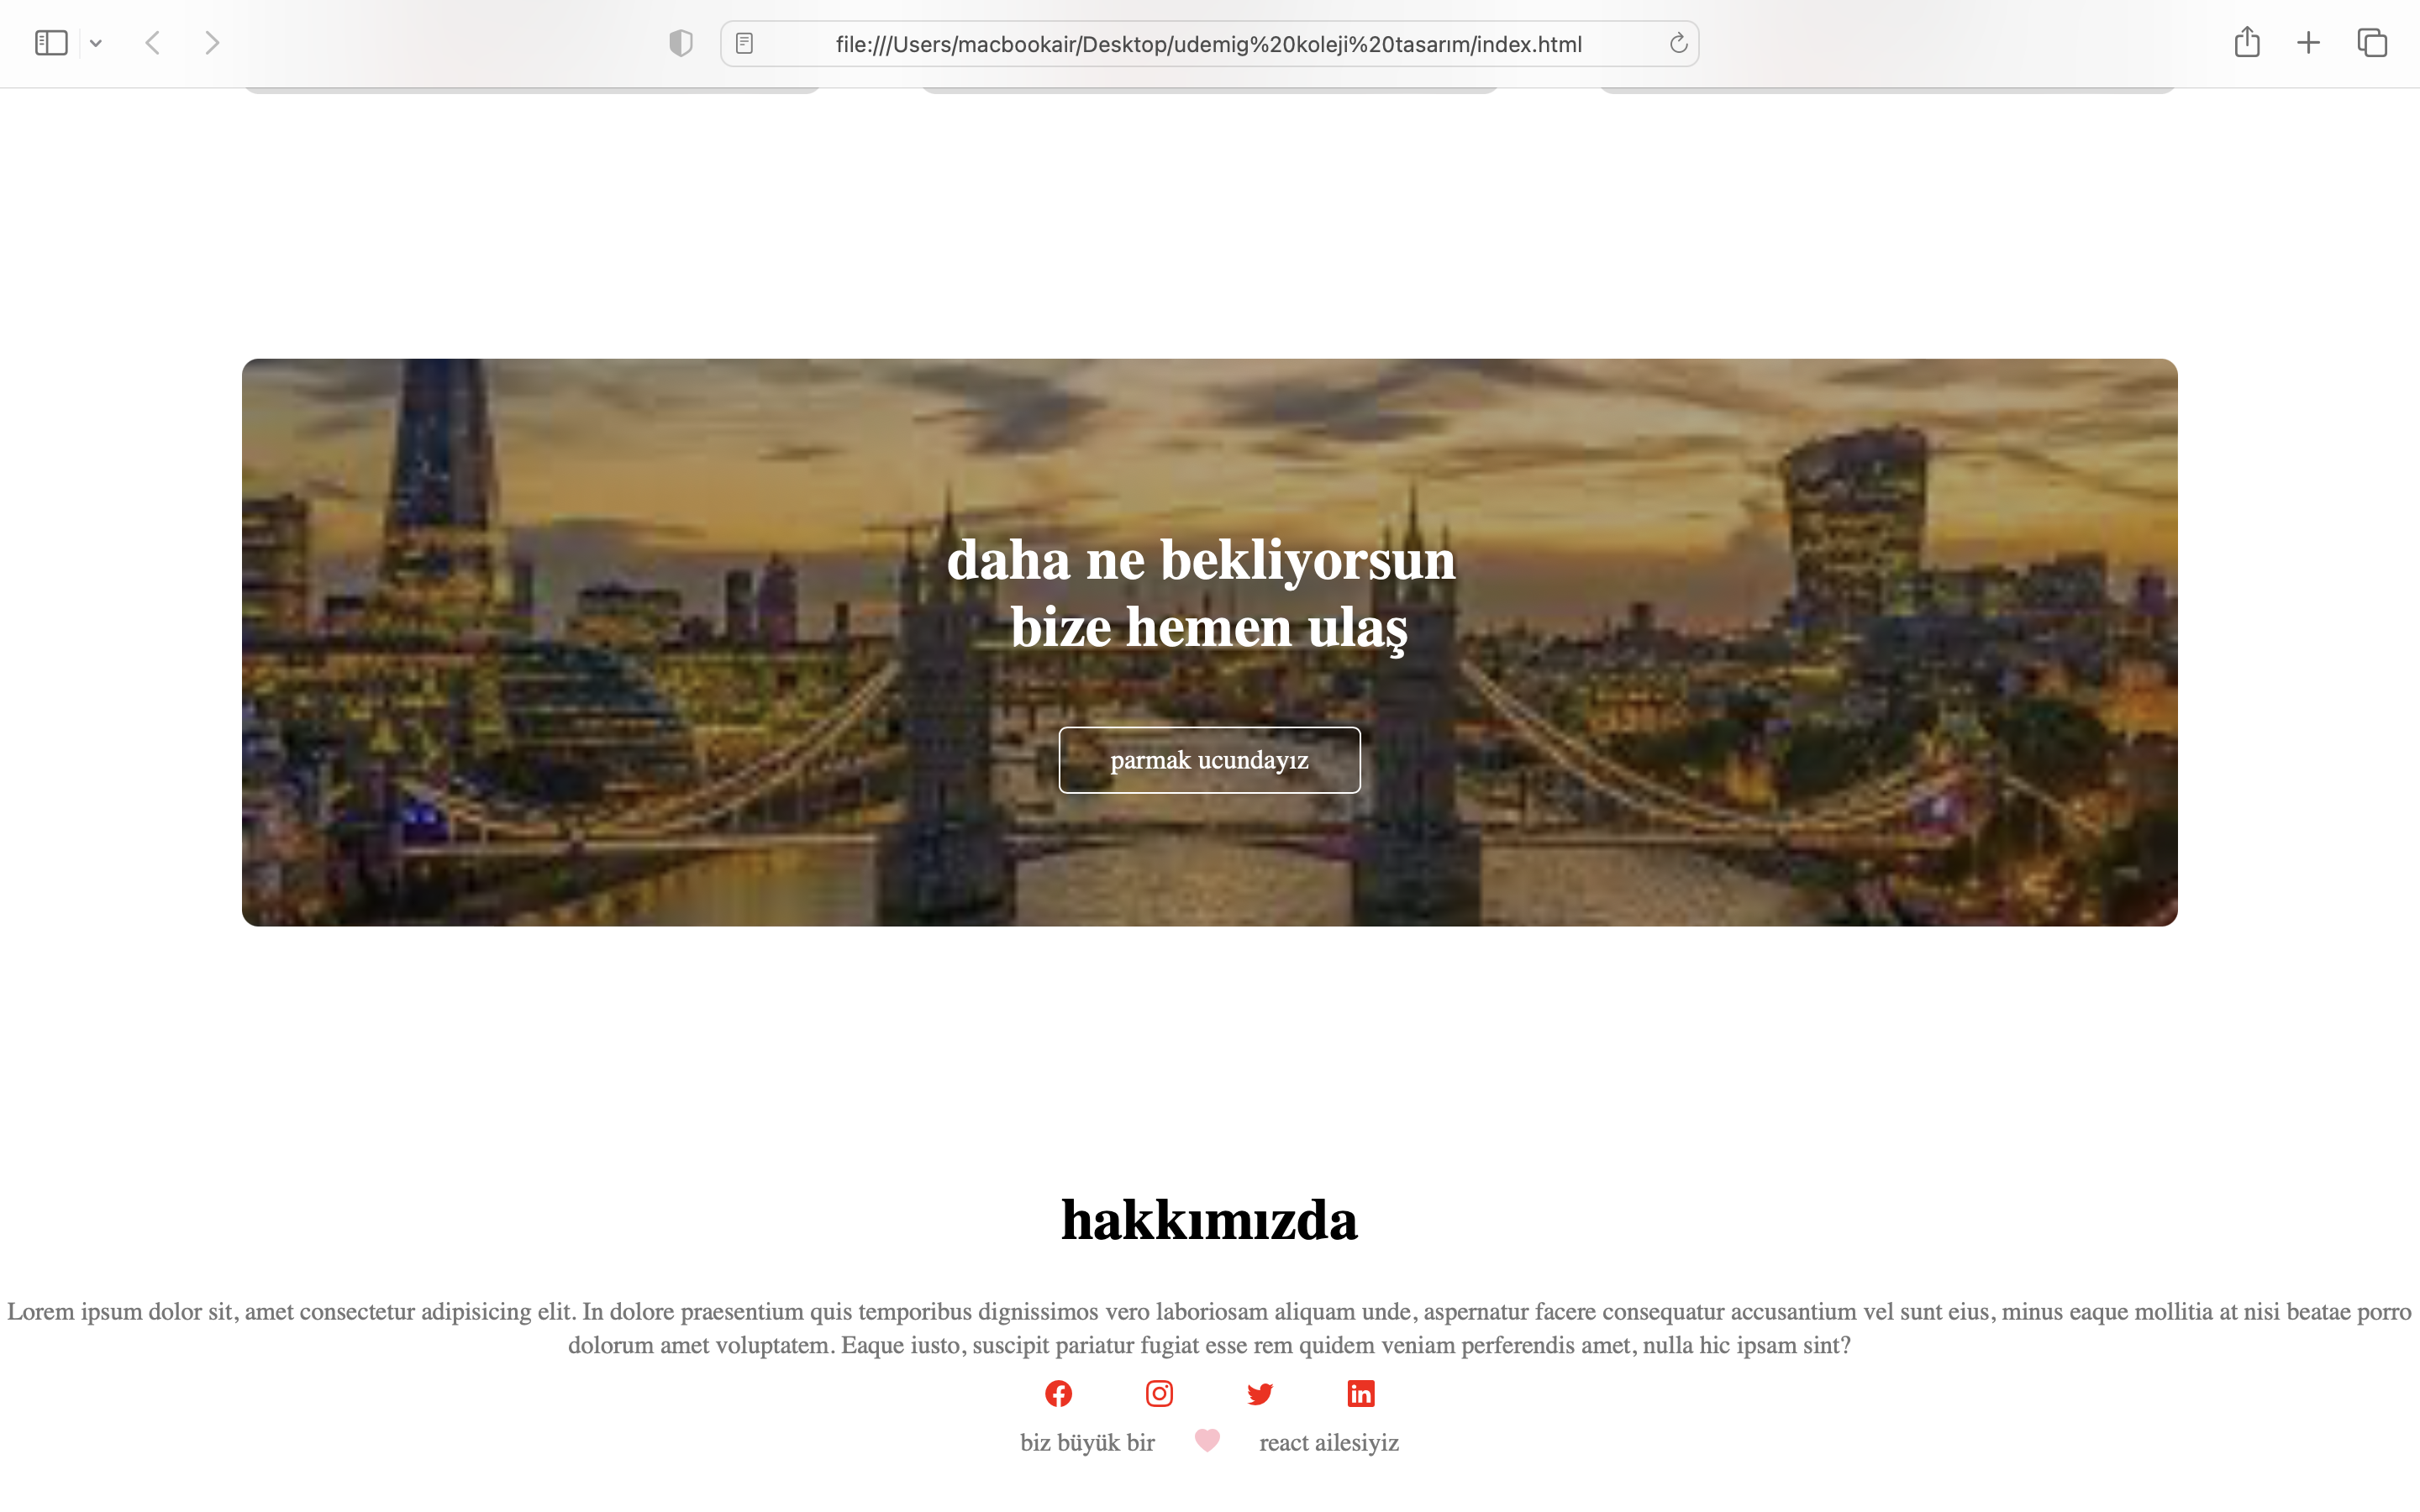 file:///Users/macbookair/Desktop/udemig%20koleji%20tasarım/index.html
daha ne bekliyorsun
bize hemen ulaş
parmak ucundayız
hakkımızda
Lorem ipsum dolor sit, amet consectetur adipisicing elit. In dolore praesentium quis temporibus dignissimos vero laboriosam aliquam unde, aspernatur facere consequatur accusantium vel sunt eius, minus eaque mollitia at nisi beatae porro
dolorum amet voluptatem. Eaque iusto, suscipit pariatur fugiat esse rem quidem veniam perferendis amet, nulla hic ipsam sint?
biz büyük bir react ailesiyiz